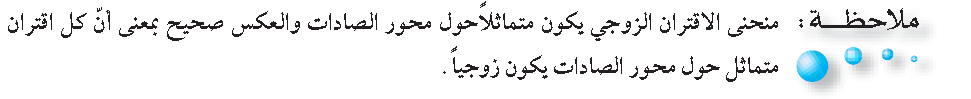 ملاحظـــة: منحنى الاقتران الزوجي يكون متماثلاً حول محور الصادات والعكس صحيح بمعنى أنّ كل اقتران
متماثل حول محور الصادات يكون زوجياً.